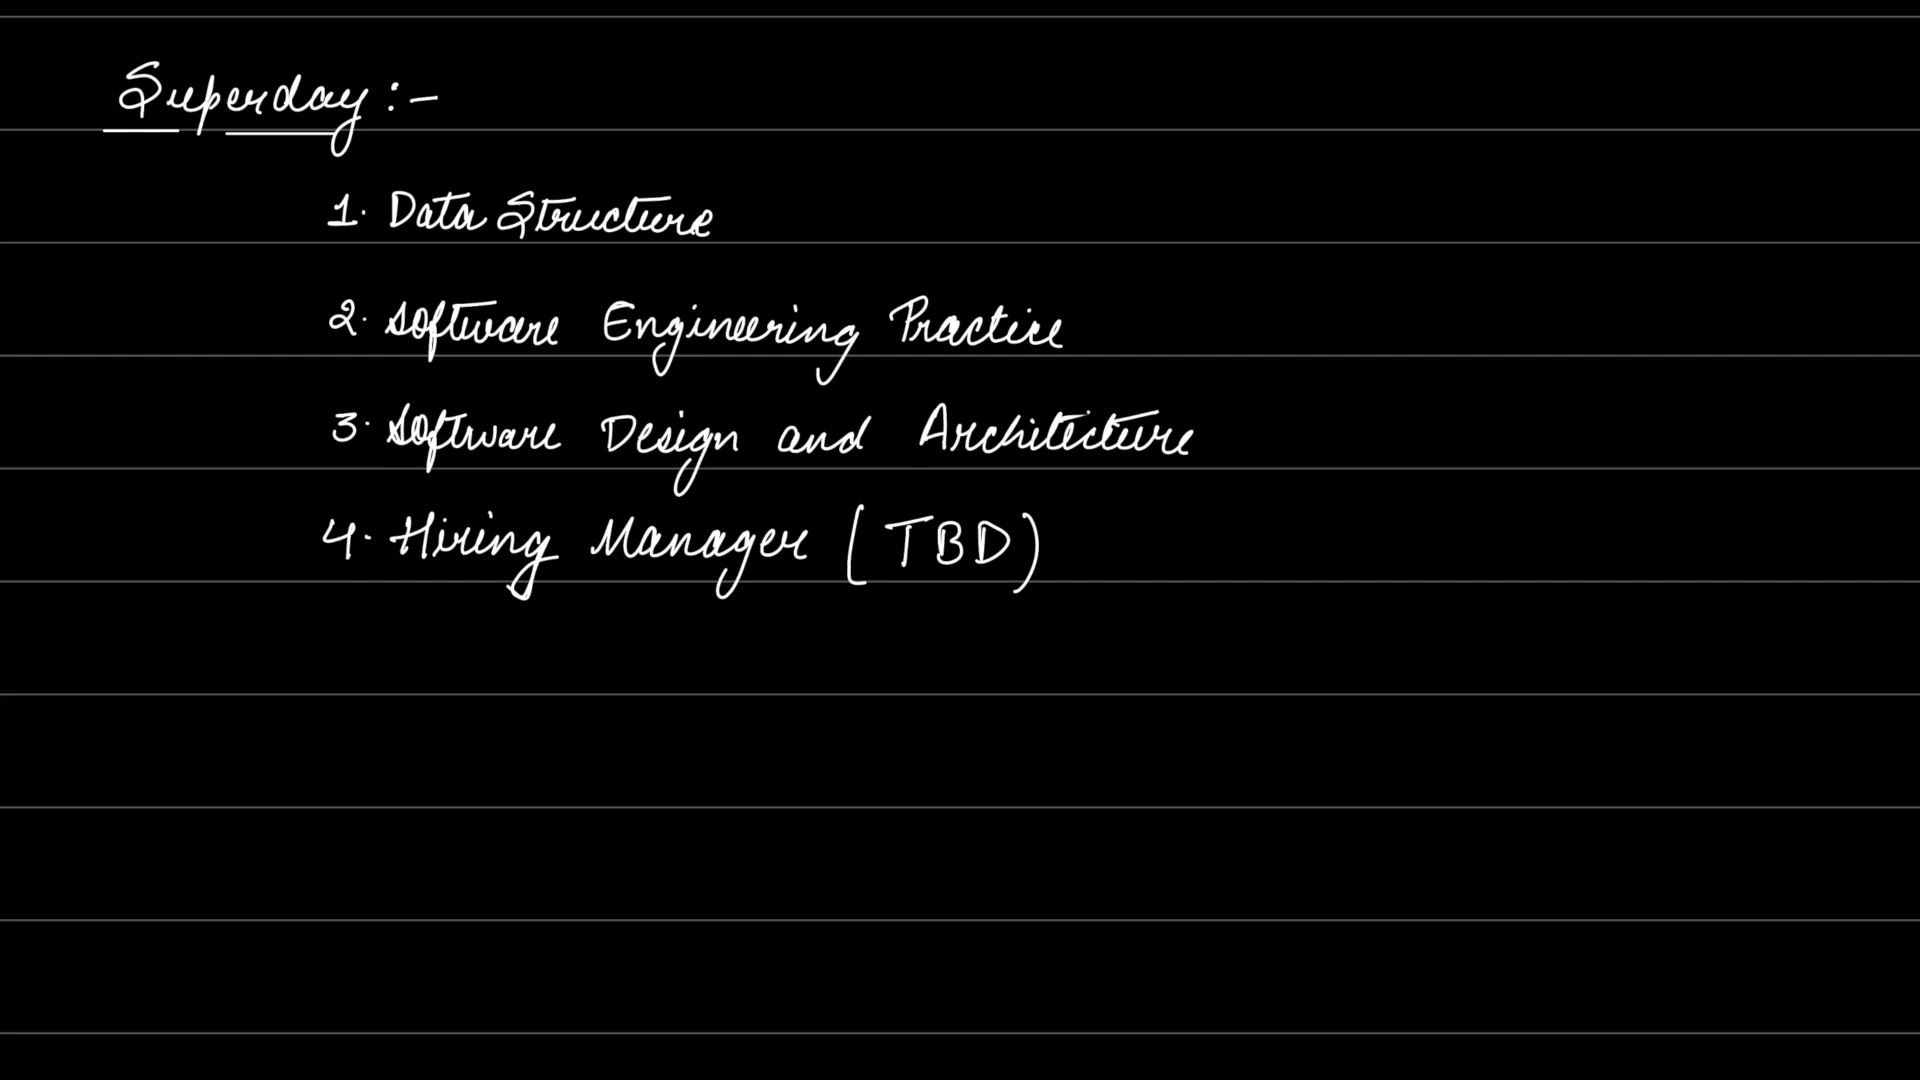 Superday :-
1. Data Structure
2. Software Engineering Practice
3. Software Design and Architecture
4. Hiring Manager (TBD)